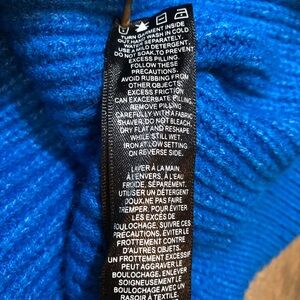 TURN GARMENT INSIDE
OUT. HAND WASH IN COLD
WATER, SEPARATELY.
USE A MILD DETERGENT.
DO NOT SOAK. TO PREVENT
EXCESS PILLING,
FOLLOW THESE
PRECAUTIONS.
AVOID RUBBING FROM
OTHER OBJECTS.
EXCESS FRICTION
CAN EXACERBATE PILLING.
REMOVE PILLING
CAREFULLY WITH A FABRIC
SHAVER. DO NOT BLEACH.
DRY FLAT AND RESHAPE
WHILE STILL WET.
IRON AT LOW SETTING
ON REVERSE SIDE.
LAVER À LA MAIN
À L'ENVERS, À L'EAU
FROIDE, SÉPARÉMENT.
UTILISER UN DÉTERGENT
DOUX. NE PAS FAIRE
TREMPER. POUR ÉVITER
LES EXCÉS DE
BOULOCHAGE, SUIVRE CES
PRÉCAUTIONS. ÉVITER LE
FROTTEMENT CONTRE
D'AUTRES OBJETS.
UN FROTTEMENT EXCESSIF
PEUT AGGRAVER LE
BOULOCHAGE. ENLEVER
SOIGNEUSEMENT LE
BOULOCHAGE AVEC UN
RASOIR À TEXTILE